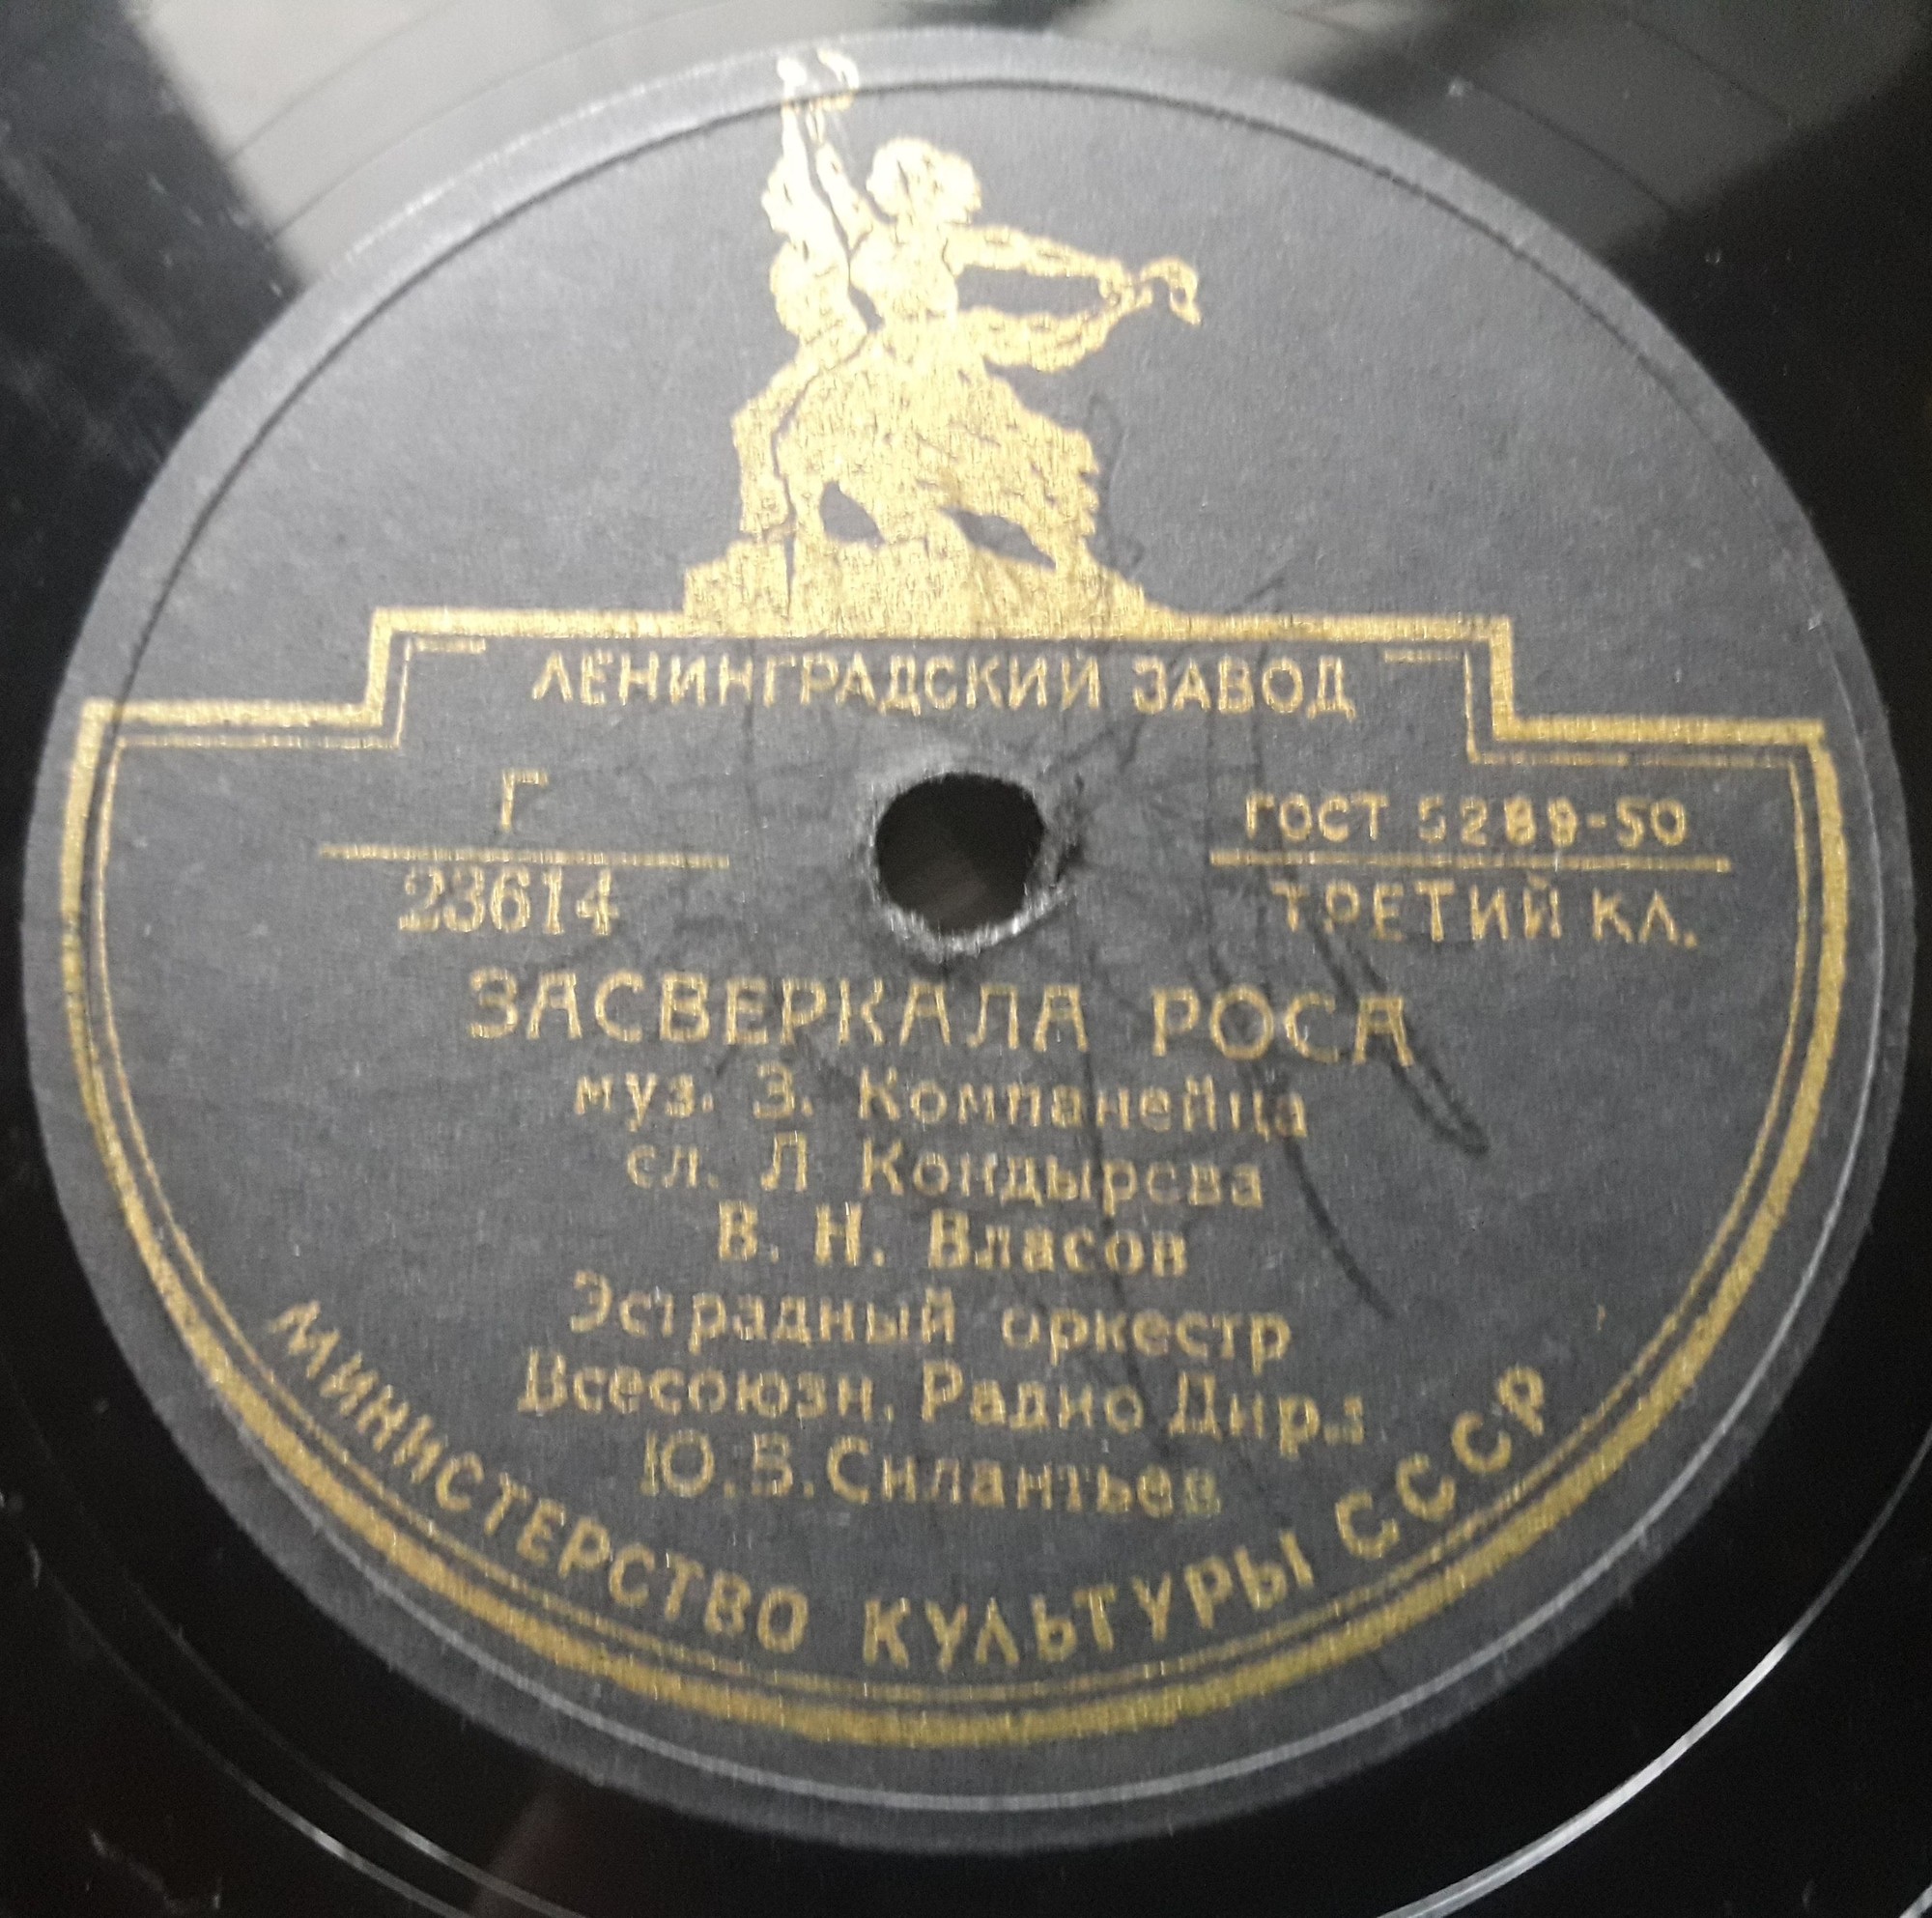 ЛЕНИНГРАДСКИЙ ЗАВОД
Г
23614
ГОСТ 5289-50
ТРЕТИЙ КЛ.
ЗАСВЕРКАЛА РОСА
муз. З. Компанейца
сл. Л Кондырева
В. Н. Власов
Эстрадный оркестр
Всесоюзн. Радио Дир.:
Ю.В.Силантьев
МИНИСТЕРСТВО КУЛЬТУРЫ СССР